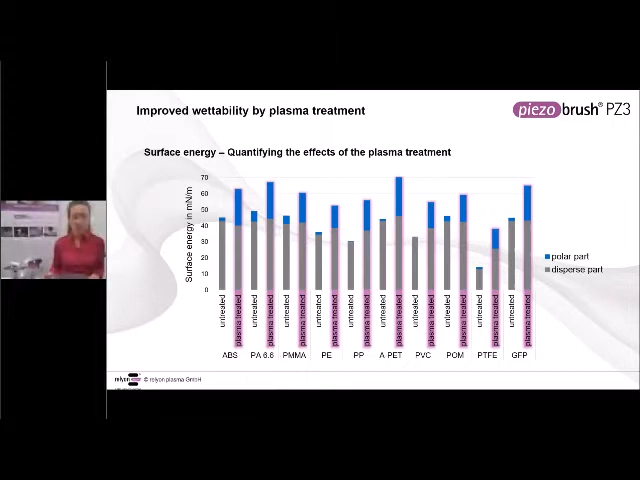 Improved wettability by plasma treatment
piezo brush® PZ3
Surface energy – Quantifying the effects of the plasma treatment
Surface energy in mN/m
70
60
50
40
30
20
10
0
untreated
plasma treated
untreated
plasma treated
untreated
plasma treated
untreated
plasma treated
untreated
plasma treated
untreated
plasma treated
untreated
plasma treated
untreated
plasma treated
untreated
plasma treated
untreated
plasma treated
ABS PA 6.6 PMMA PE PP A-PET PVC POM PTFE GFP
polar part
disperse part
relyon
© relyon plasma GmbH